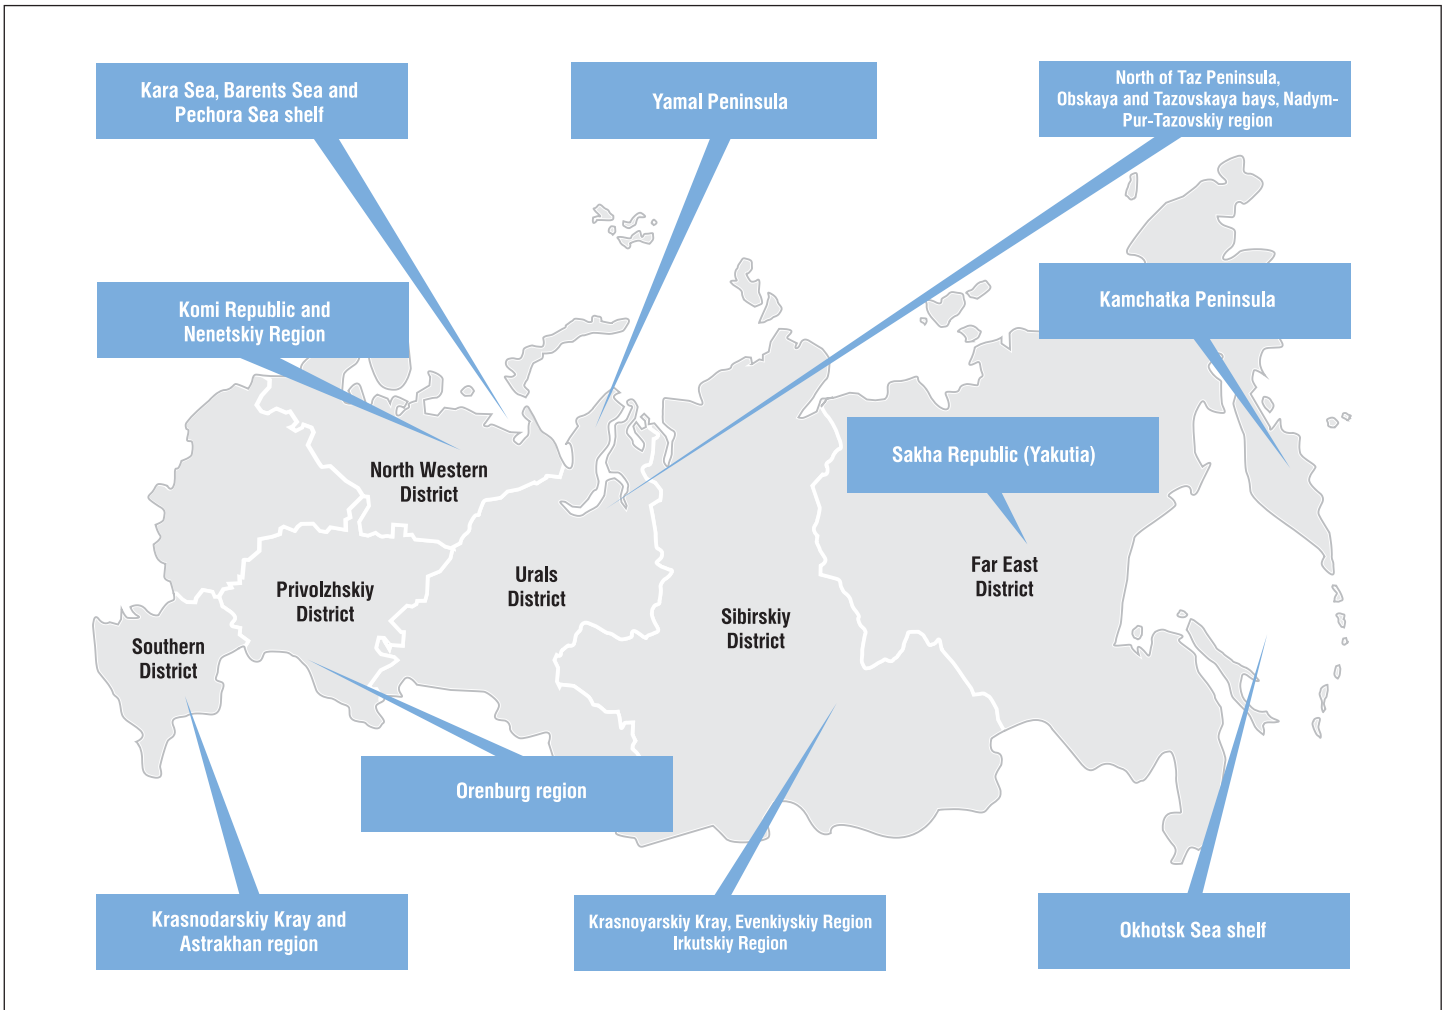 Kara Sea, Barents Sea and
Pechora Sea shelf
Yamal Peninsula
North of Taz Peninsula,
Obskaya and Tazovskaya bays, Nadym-
Pur-Tazovskiy region
Komi Republic and
Nenetskiy Region
Kamchatka Peninsula
Sakha Republic (Yakutia)
North Western
District
Far East
District
Urals
District
Privolzhskiy
District
Sibirskiy
District
Southern
District
Orenburg region
Krasnodarskiy Kray and
Astrakhan region
Krasnoyarskiy Kray, Evenkiyskiy Region
Irkutskiy Region
Okhotsk Sea shelf